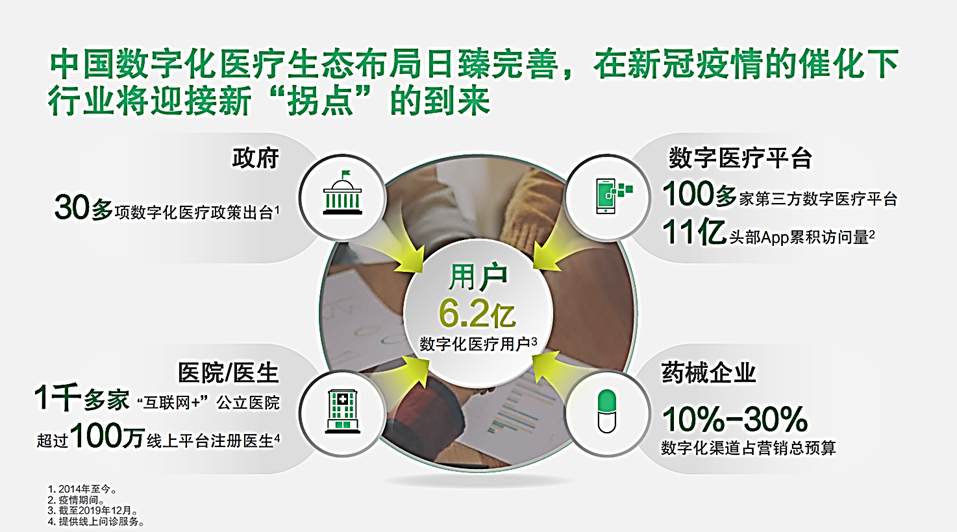 中国数字化医疗生态布局日臻完善，在新冠疫情的催化下
行业将迎接新“拐点”的到来
政府
30多项数字化医疗政策出台1
数字医疗平台
100多家第三方数字医疗平台
11亿头部App累积访问量2
用户
6.2亿
数字化医疗用户3
医院/医生
1千多家“互联网+”公立医院
超过100万线上平台注册医生4
药械企业
10%-30%
数字化渠道占营销总预算
1. 2014年至今。
2. 疫情期间。
3. 截至2019年12月。
4. 提供线上问诊服务。